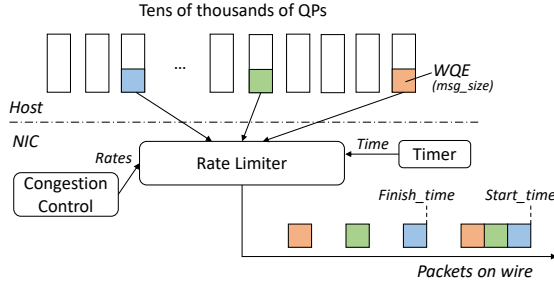 Tens of thousands of QPs
...
WQE
(msg_size)
Host
NIC
Rates
Rate Limiter
Time
Timer
Congestion
Control
Finish_time
Start_time
Packets on wire